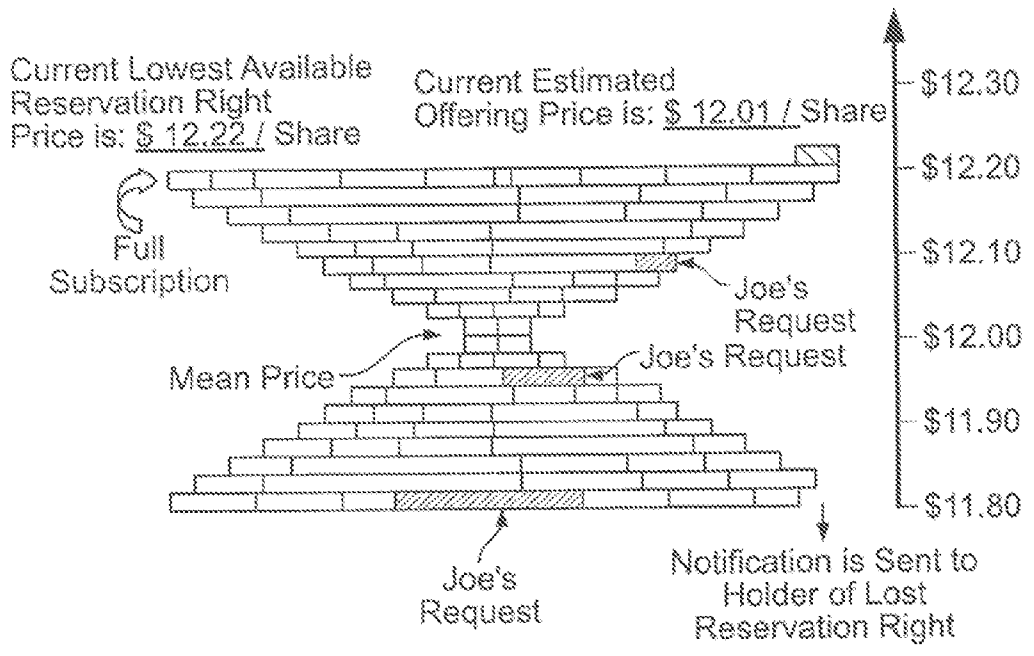 Current Lowest Available
Reservation Right
Price is: $ 12.22 / Share
Current Estimated
Offering Price is: $ 12.01 / Share
$12.30
$12.20
Full
Subscription
$12.10
Joe's
Request
$12.00
Joe's Request
Mean Price
$11.90
$11.80
Joe's
Request
Notification is Sent to
Holder of Lost
Reservation Right